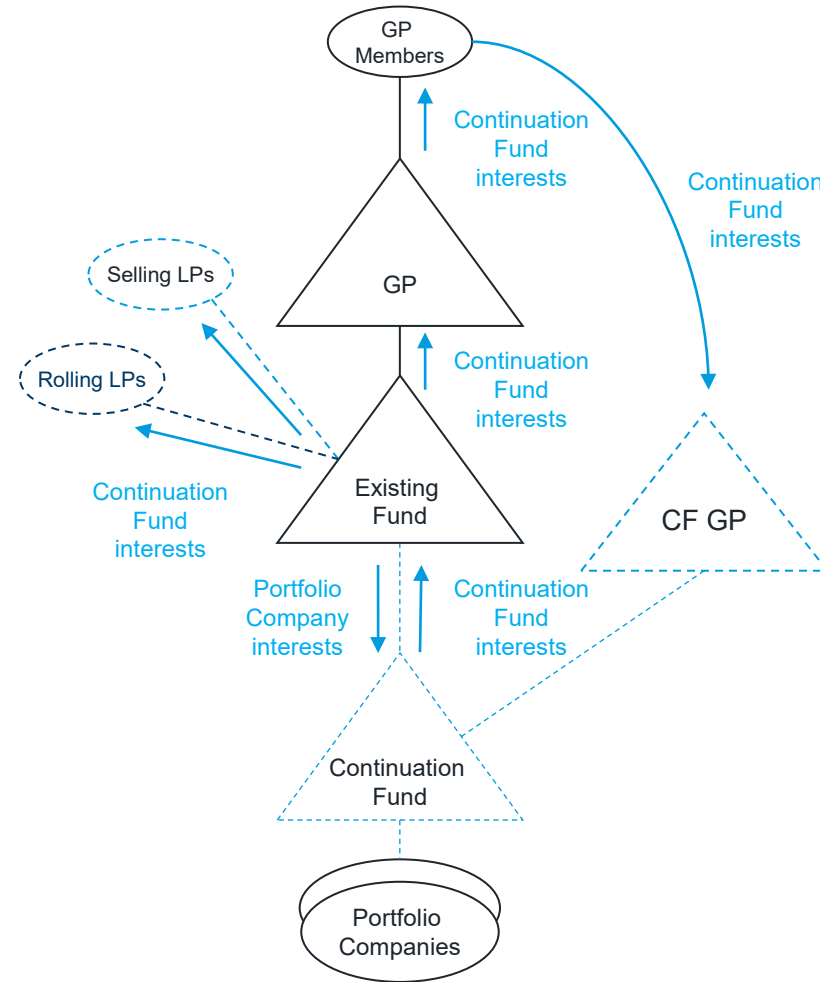 GP
Members
Continuation
Fund
interests
Continuation
Fund
interests
Selling LPs
GP
Rolling LPs
Continuation
Fund
interests
Continuation
Fund
interests
Existing
Fund
CF GP
Portfolio
Company
interests
Continuation
Fund
interests
Continuation
Fund
Portfolio
Companies